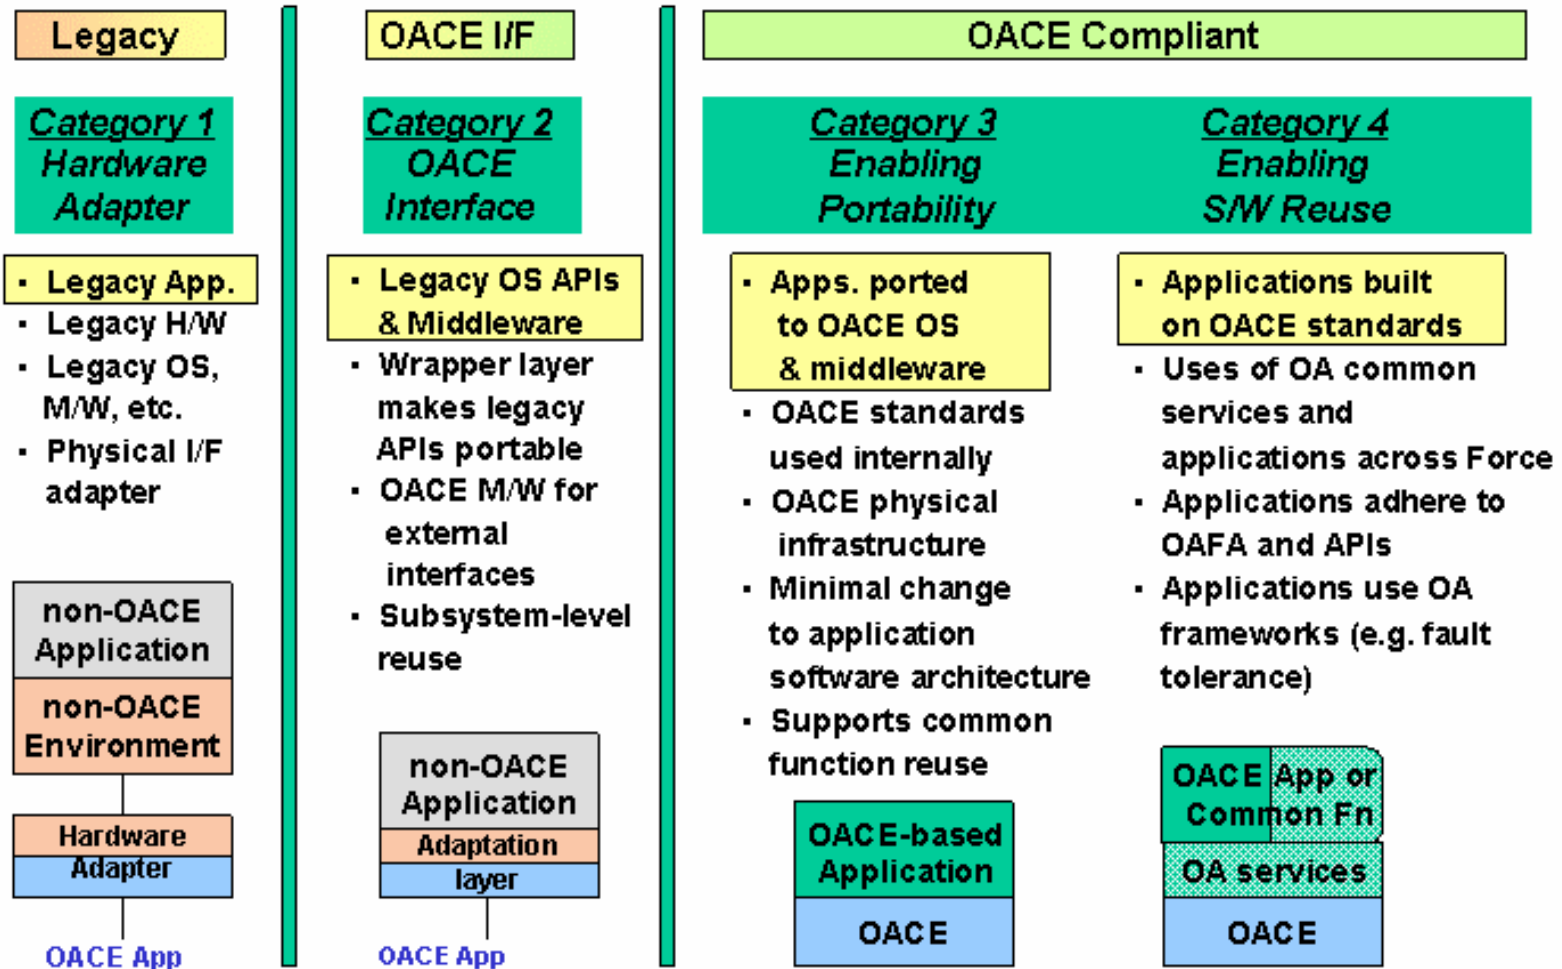 Legacy
Category 1
Hardware
Adapter
▪ Legacy App.
▪ Legacy H/W
▪ Legacy OS,
M/W, etc.
▪ Physical I/F
adapter
non-OACE
Application
non-OACE
Environment
Hardware
Adapter
OACE App
OACE I/F
Category 2
OACE
Interface
▪ Legacy OS APIs
& Middleware
▪ Wrapper layer
makes legacy
APIs portable
▪ OACE M/W for
external
interfaces
▪ Subsystem-level
reuse
non-OACE
Application
Adaptation
layer
OACE App
OACE Compliant
Category 3
Enabling
Portability
▪ Apps. ported
to OACE OS
& middleware
▪ OACE standards
used internally
▪ OACE physical
infrastructure
▪ Minimal change
to application
software architecture
▪ Supports common
function reuse
OACE-based
Application
OACE
Category 4
Enabling
S/W Reuse
▪ Applications built
on OACE standards
▪ Uses of OA common
services and
applications across Force
▪ Applications adhere to
OAFA and APIs
▪ Applications use OA
frameworks (e.g. fault
tolerance)
OACE App or
Common Fn
OA services
OACE